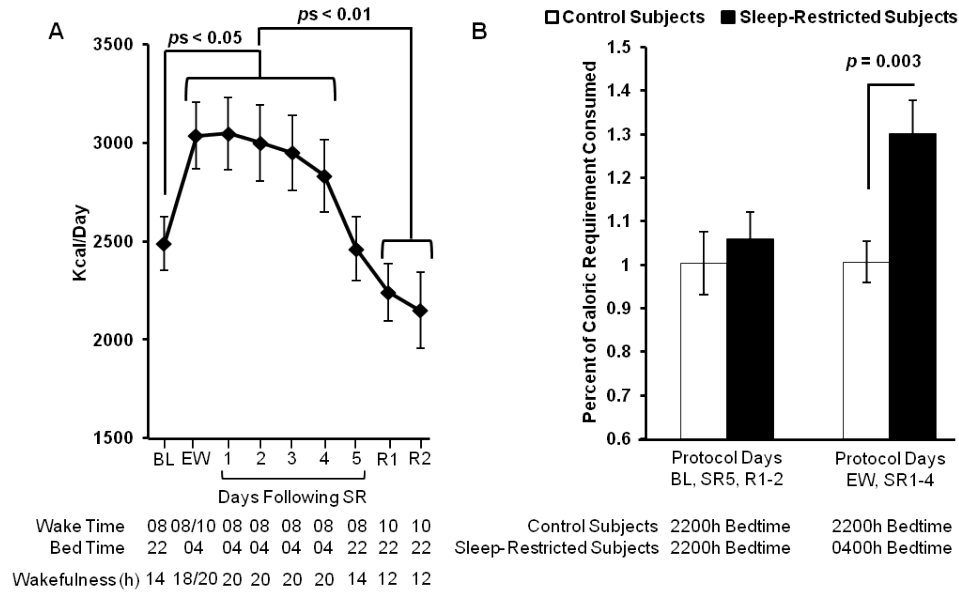 A
ps < 0.05
ps < 0.01
3500
3000
2500
2000
1500
Kcal/Day
BL EW 1 2 3 4 5 R1 R2
Days Following SR
Wake Time 08 08/10 08 08 08 08 08 10 10
Bed Time 22 04 04 04 04 04 22 22 22
Wakefulness (h) 14 18/20 20 20 20 20 14 12 12
B
Control Subjects Sleep-Restricted Subjects
p = 0.003
1.5
1.4
1.3
1.2
1.1
1
0.9
0.8
0.7
0.6
Percent of Caloric Requirement Consumed
Protocol Days
BL, SR5, R1-2
Protocol Days
EW, SR1-4
Control Subjects 2200h Bedtime 2200h Bedtime
Sleep-Restricted Subjects 2200h Bedtime 0400h Bedtime